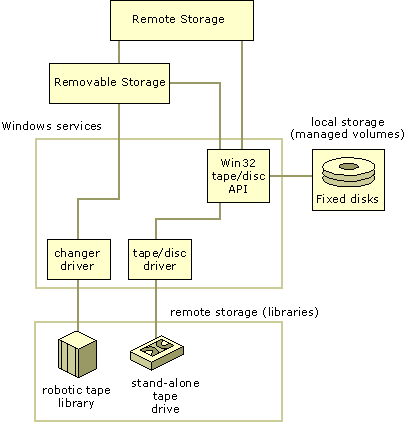 Remote Storage
Removable Storage
local storage
(managed volumes)
Windows services
Win32
tape/disc
API
Fixed disks
changer
driver
tape/disc
driver
remote storage (libraries)
robotic tape
library
stand-alone
tape
drive